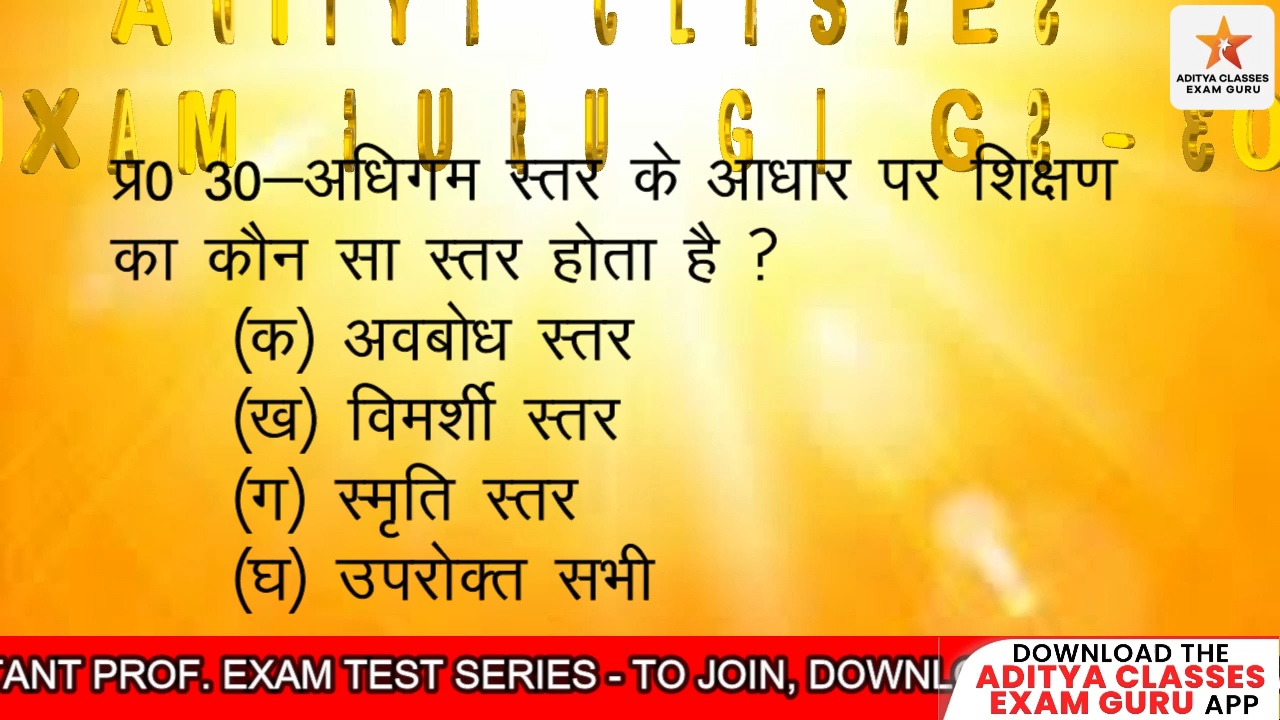 ADITYA CLASSES
EXAM GURU
प्र0 30–अधिगम स्तर के आधार पर शिक्षण
का कौन सा स्तर होता है ?
(क) अवबोध स्तर
(ख) विमर्शी स्तर
(ग) स्मृति स्तर
(घ) उपरोक्त सभी
TANT PROF. EXAM TEST SERIES - TO JOIN, DOWNL
DOWNLOAD THE
ADITYA CLASSES
EXAM GURU APP